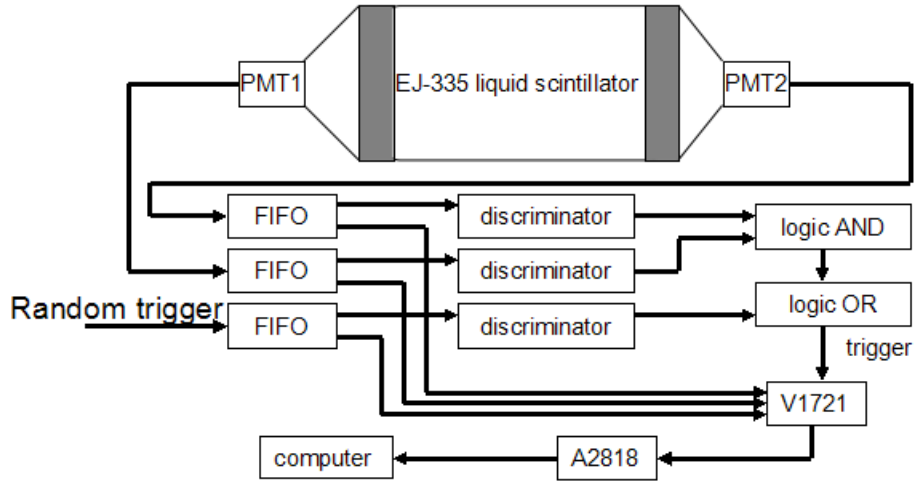 PMT1
EJ-335 liquid scintillator
PMT2
FIFO
discriminator
logic AND
FIFO
discriminator
Random trigger
FIFO
discriminator
logic OR
trigger
V1721
computer
A2818